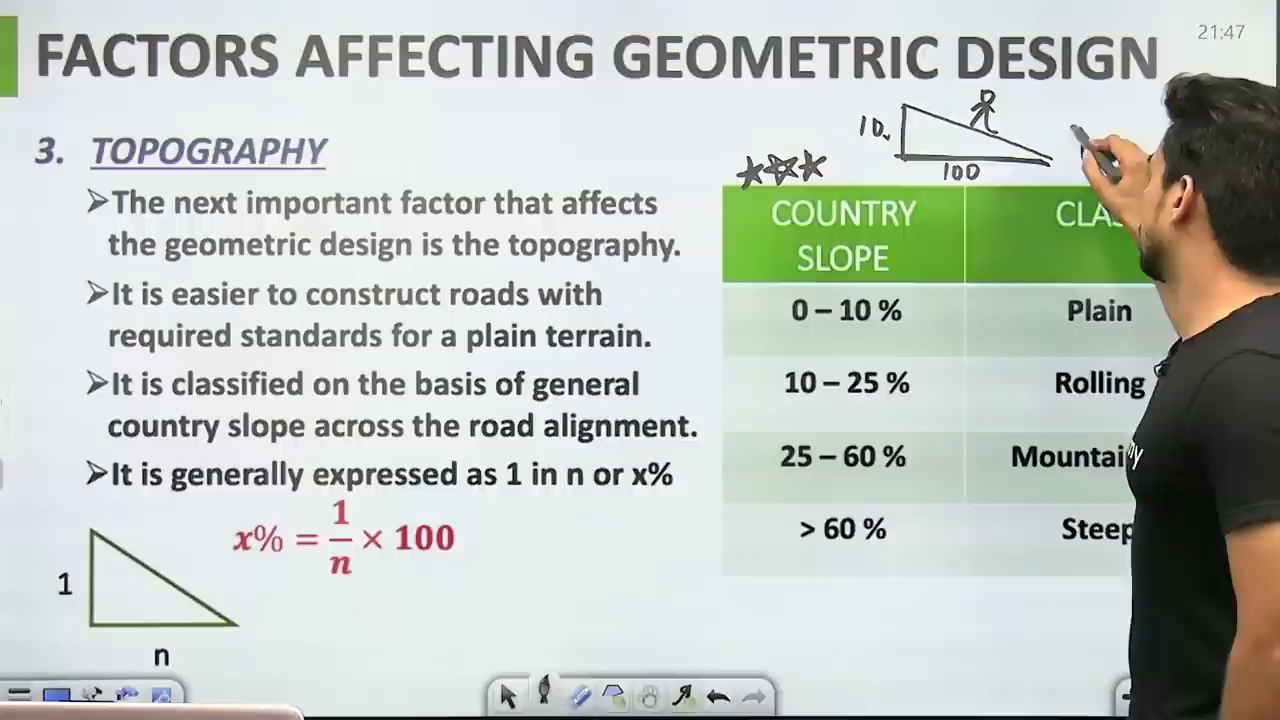 21:47
FACTORS AFFECTING GEOMETRIC DESIGN
3. TOPOGRAPHY
➢The next important factor that affects
the geometric design is the topography.
➢It is easier to construct roads with
required standards for a plain terrain.
➢It is classified on the basis of general
country slope across the road alignment.
➢It is generally expressed as 1 in n or x%
x% = 1/n × 100
1
n
10
100
COUNTRY
SLOPE
0 – 10 % Plain
10 – 25 % Rolling
25 – 60 %
> 60 % Steep